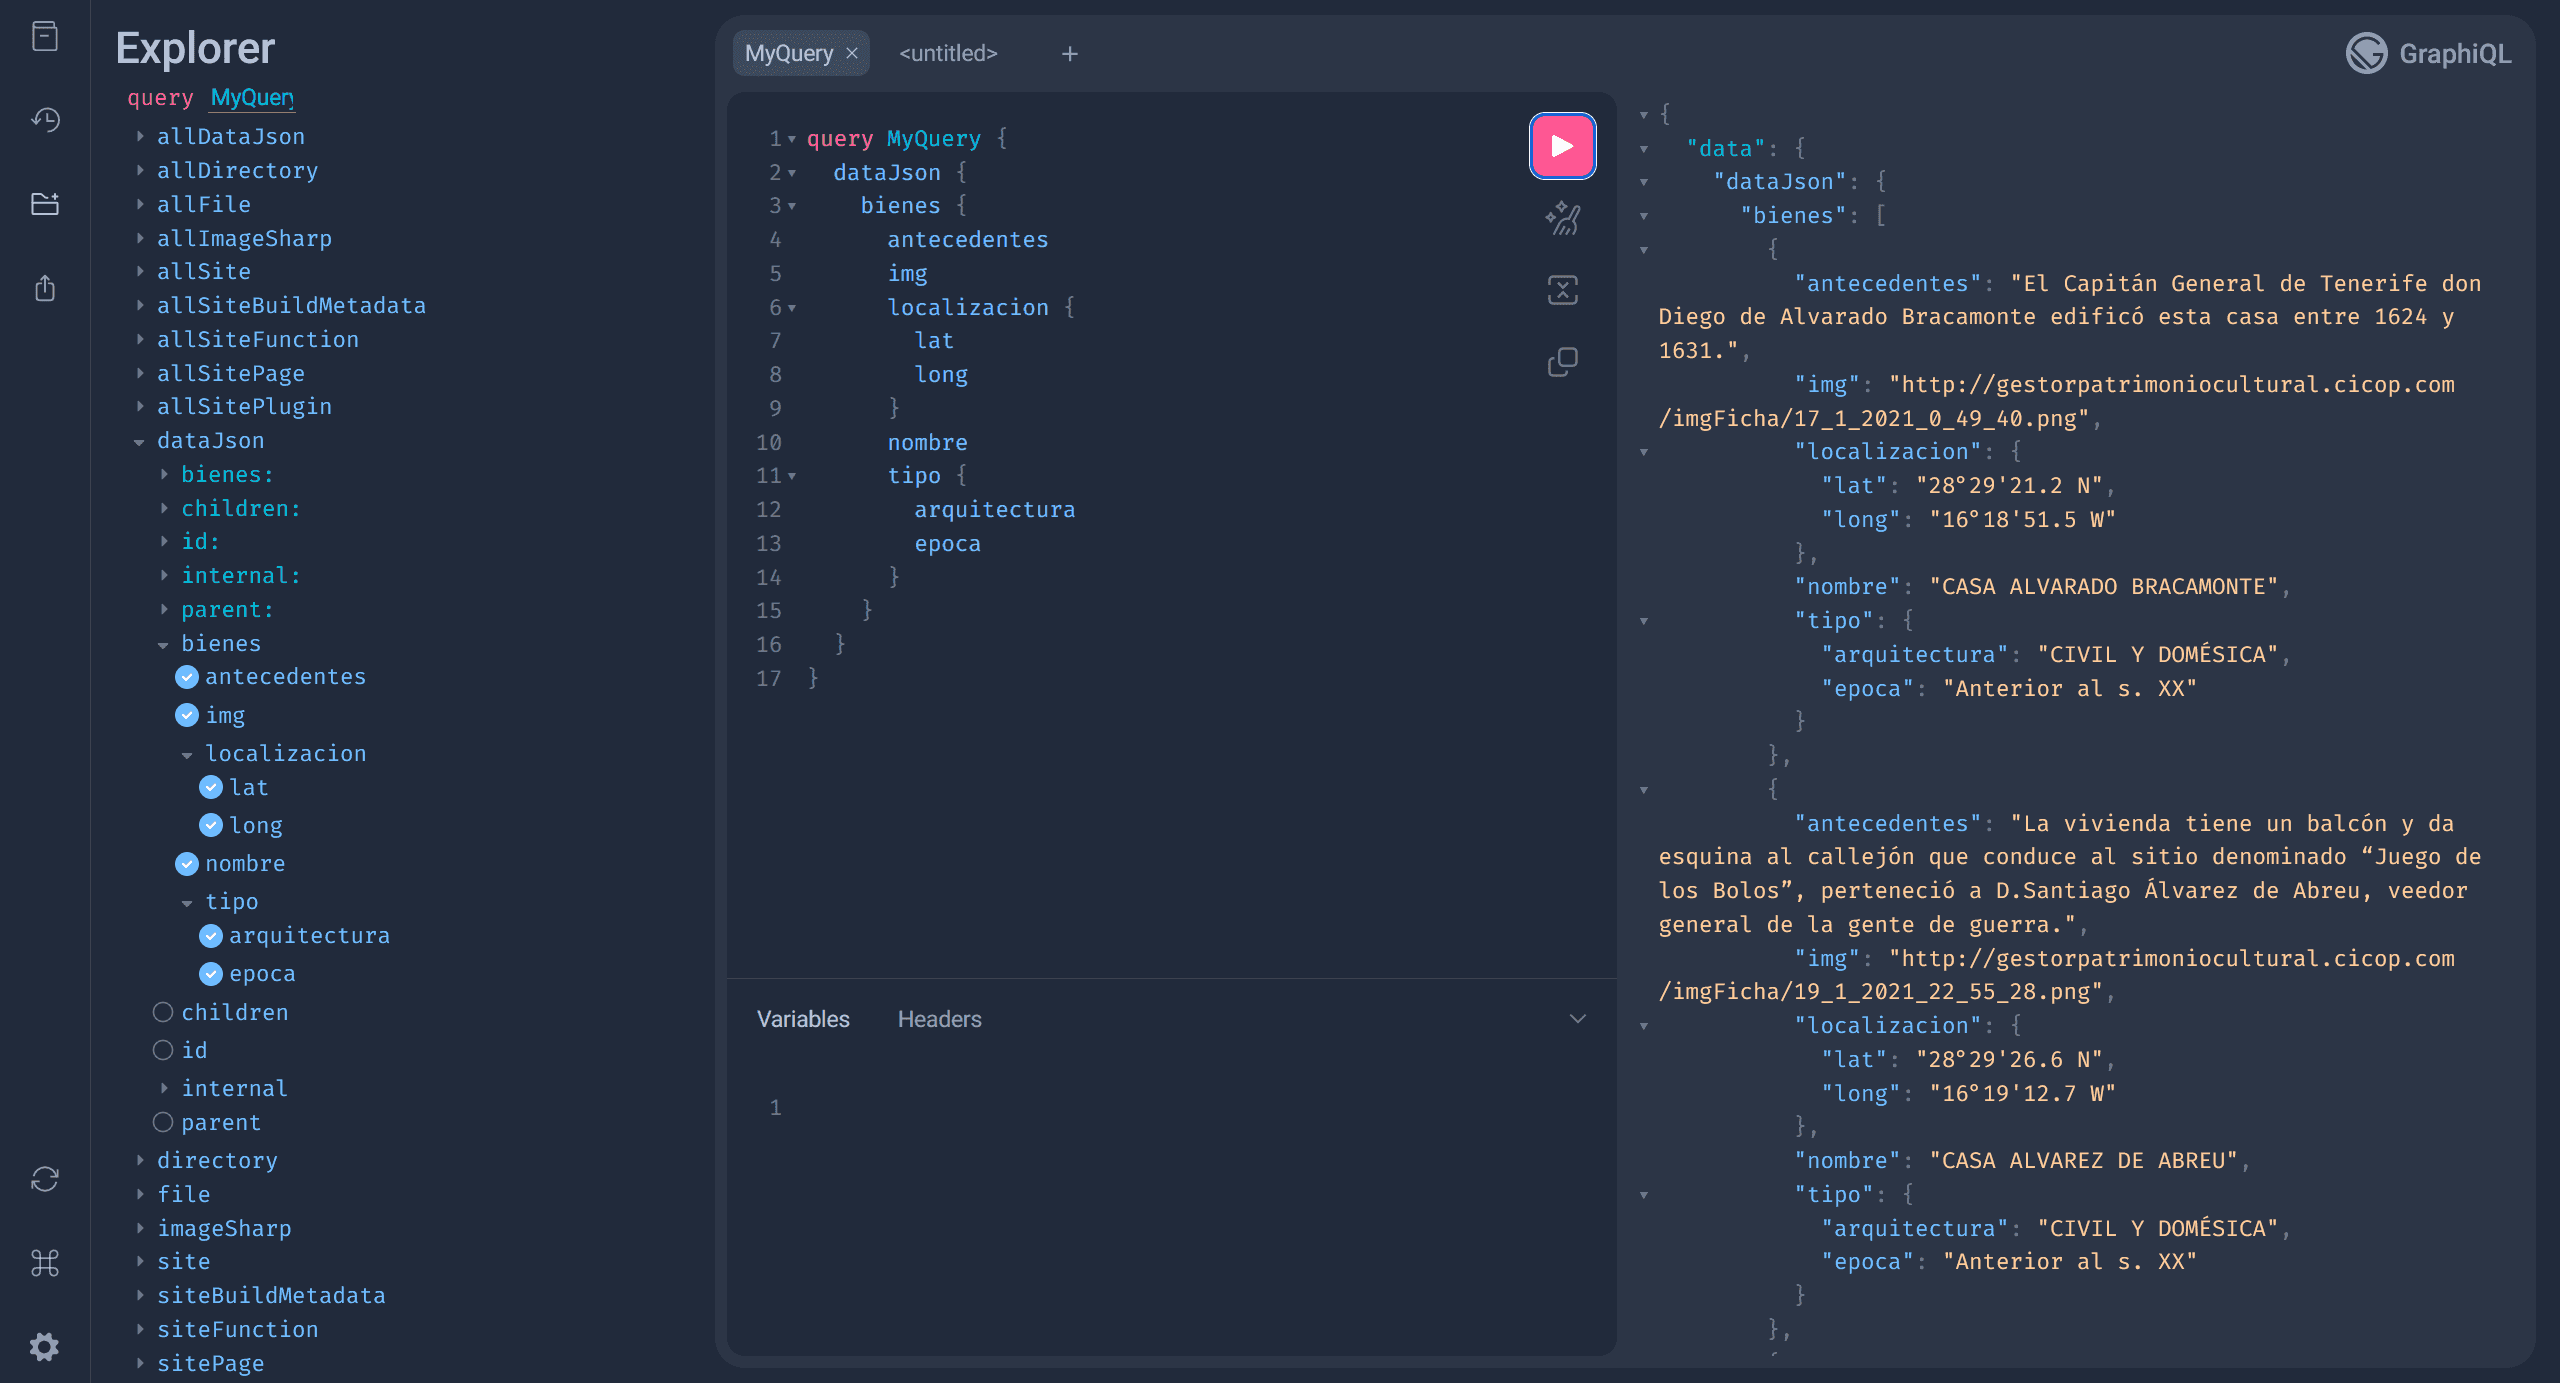 Explorer
query MyQuery
allDataJson
allDirectory
allFile
allImageSharp
allSite
allSiteBuildMetadata
allSiteFunction
allSitePage
allSitePlugin
dataJson
bienes:
children:
id:
internal:
parent:
bienes
antecedentes
img
localizacion
lat
long
nombre
tipo
arquitectura
epoca
children
id
internal
parent
directory
file
imageSharp
site
siteBuildMetadata
siteFunction
sitePage
MyQuery × <untitled> +
GraphiQL
1 query MyQuery {
2 dataJson {
3 bienes {
4 antecedentes
5 img
6 localizacion {
7 lat
8 long
9 }
10 nombre
11 tipo {
12 arquitectura
13 epoca
14 }
15 }
16 }
17 }
Variables Headers
1
{
"data": {
"dataJson": {
"bienes": [
{
"antecedentes": "El Capitán General de Tenerife don
Diego de Alvarado Bracamonte edificó esta casa entre 1624 y
1631.",
"img": "http://gestorpatrimoniocultural.cicop.com
/imgFicha/17_1_2021_0_49_40.png",
"localizacion": {
"lat": "28°29'21.2 N",
"long": "16°18'51.5 W"
},
"nombre": "CASA ALVARADO BRACAMONTE",
"tipo": {
"arquitectura": "CIVIL Y DOMÉSICA",
"epoca": "Anterior al s. XX"
}
},
{
"antecedentes": "La vivienda tiene un balcón y da
esquina al callejón que conduce al sitio denominado “Juego de
los Bolos”, perteneció a D.Santiago Álvarez de Abreu, veedor
general de la gente de guerra.",
"img": "http://gestorpatrimoniocultural.cicop.com
/imgFicha/19_1_2021_22_55_28.png",
"localizacion": {
"lat": "28°29'26.6 N",
"long": "16°19'12.7 W"
},
"nombre": "CASA ALVAREZ DE ABREU",
"tipo": {
"arquitectura": "CIVIL Y DOMÉSICA",
"epoca": "Anterior al s. XX"
}
},